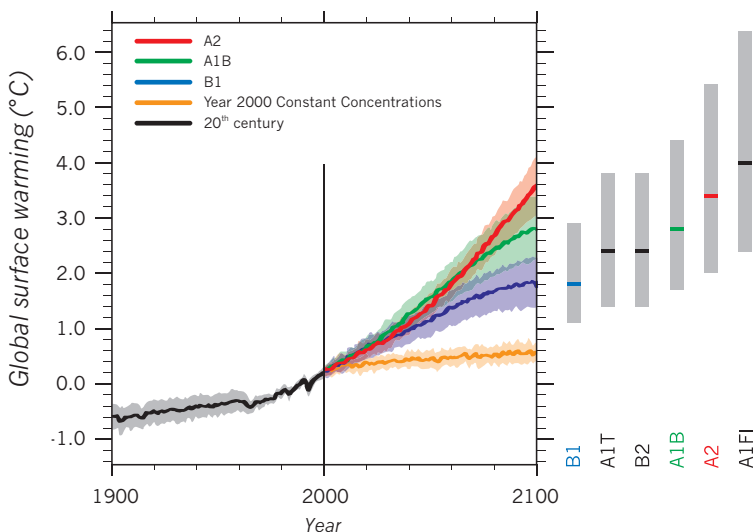 Global surface warming (°C)
6.0
5.0
4.0
3.0
2.0
1.0
0.0
-1.0
A2
A1B
B1
Year 2000 Constant Concentrations
20th century
1900
2000
2100
Year
B1
A1T
B2
A1B
A2
A1FI